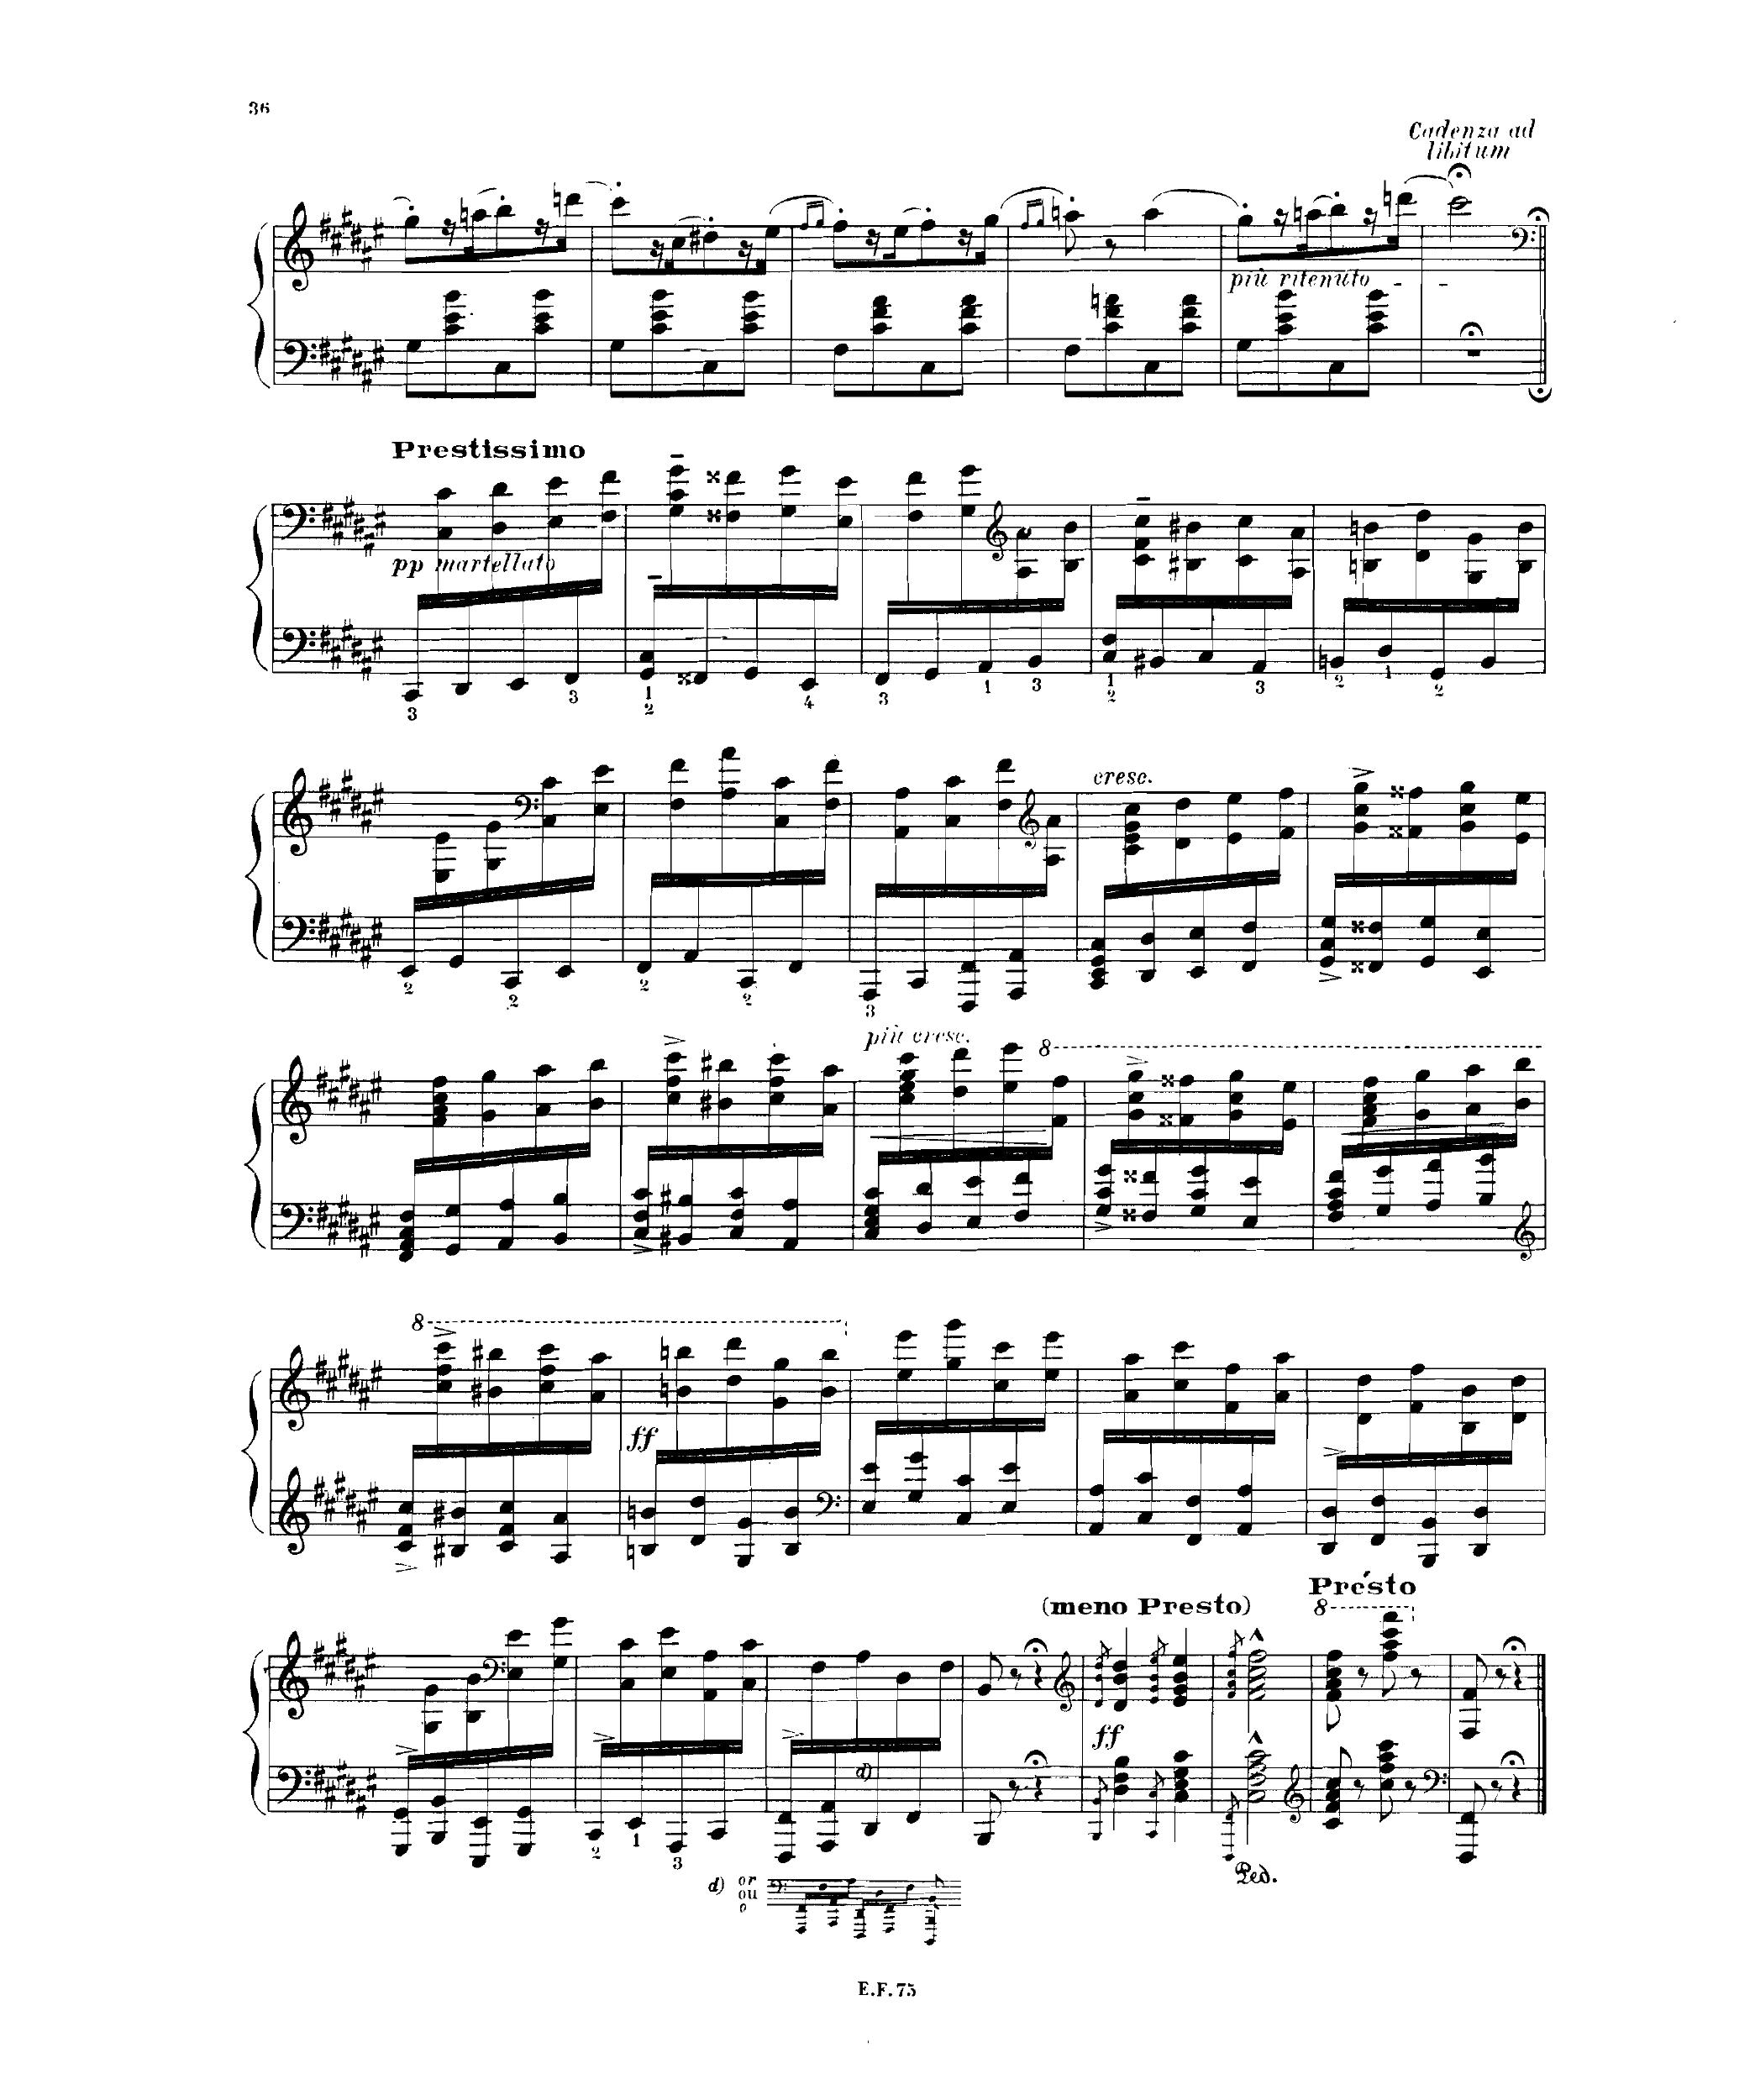 36
Cadenza ad
libitum
più ritenuto
Prestissimo
pp martellato
3 3 1 2 4 3 1 3 1 2 3 2 1 2
cresc.
2 2 2 2 3
più cresc.
8
8
ff
(meno Presto)
Presto
8
ff
d)
2 1 3
Ped.
d) or
ou
o
E.F. 75